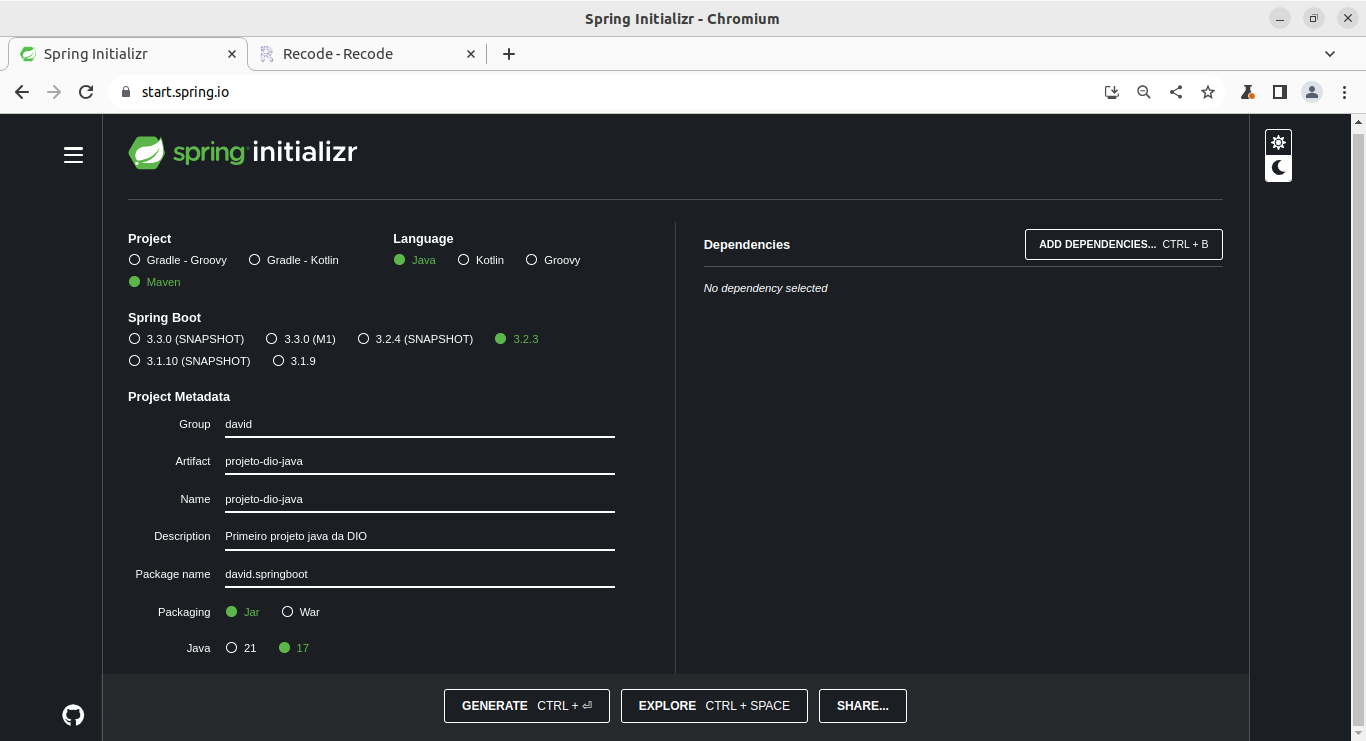 Spring Initializr - Chromium
Spring Initializr
Recode - Recode
start.spring.io
spring initializr
Project
Gradle - Groovy
Gradle - Kotlin
Maven
Language
Java
Kotlin
Groovy
Spring Boot
3.3.0 (SNAPSHOT)
3.3.0 (M1)
3.2.4 (SNAPSHOT)
3.2.3
3.1.10 (SNAPSHOT)
3.1.9
Project Metadata
Group david
Artifact projeto-dio-java
Name projeto-dio-java
Description Primeiro projeto java da DIO
Package name david.springboot
Packaging Jar War
Java 21 17
Dependencies
ADD DEPENDENCIES... CTRL + B
No dependency selected
GENERATE CTRL + ⏎
EXPLORE CTRL + SPACE
SHARE...